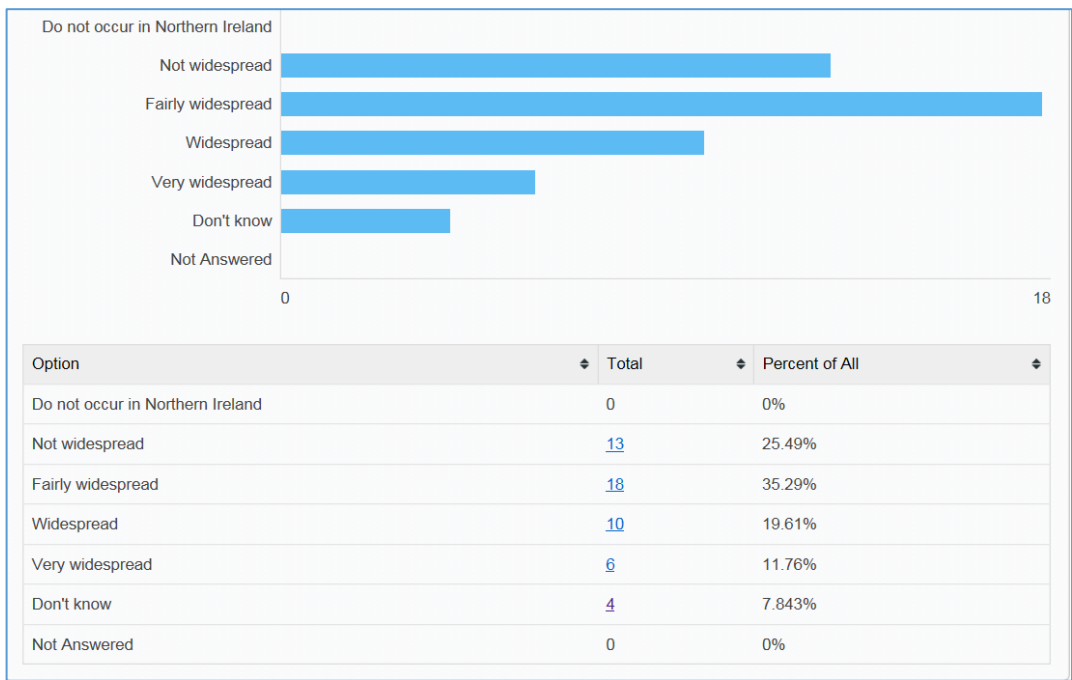 Do not occur in Northern Ireland
Not widespread
Fairly widespread
Widespread
Very widespread
Don't know
Not Answered
0 18
Option Total Percent of All
Do not occur in Northern Ireland 0 0%
Not widespread 13 25.49%
Fairly widespread 18 35.29%
Widespread 10 19.61%
Very widespread 6 11.76%
Don't know 4 7.843%
Not Answered 0 0%